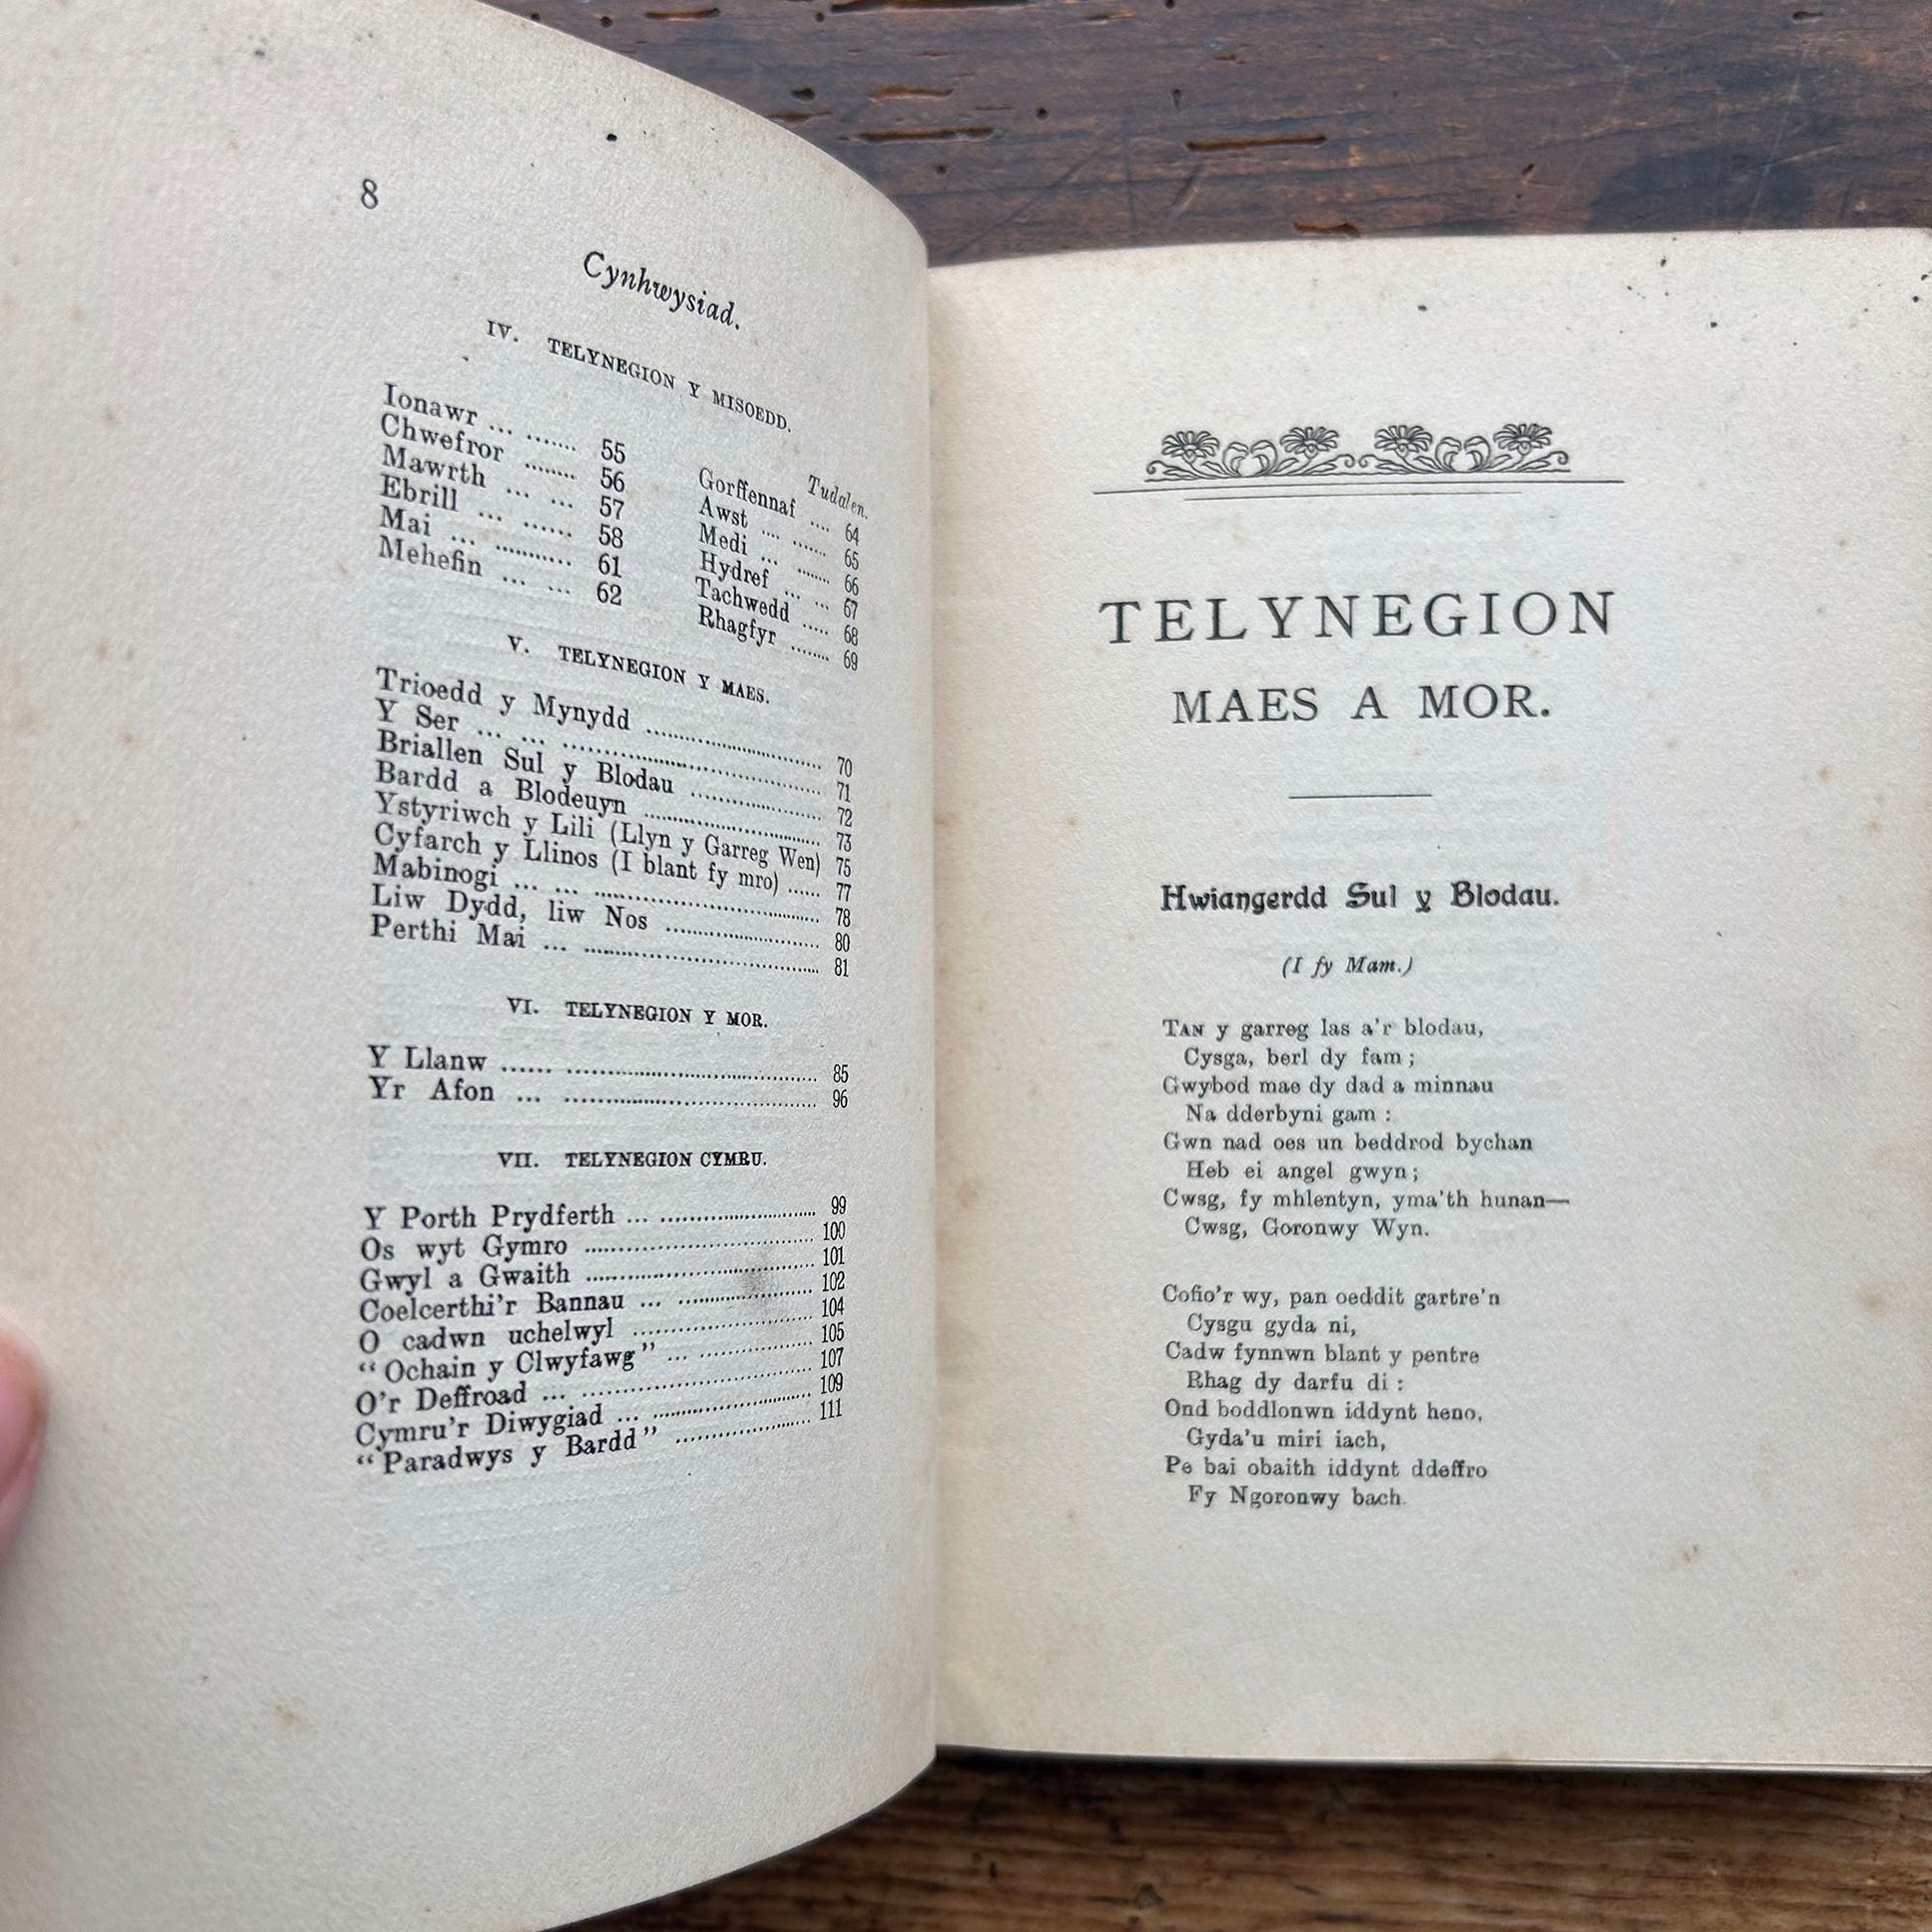 8
Cynhwysiad.
IV. TELYNEGION Y MISOEDD.
Ionawr ... ....... 55
Chwefror ........ 56
Mawrth ... ... 57
Ebrill ... ...... 58
Mai ... ........... 61
Mehefin ... ... 62
Tudalen.
Gorffennaf .... 64
Awst .... ....... 65
Medi ... ........ 66
Hydref ... ... 67
Tachwedd ..... 68
Rhagfyr ........ 69
V. TELYNEGION Y MAES.
Trioedd y Mynydd ........................ 70
Y Ser ... ... ........................ 71
Briallen Sul y Blodau .................. 72
Bardd a Blodeuyn ........................ 73
Ystyriwch y Lili (Llyn y Garreg Wen) 75
Cyfarch y Llinos (I blant fy mro) ...... 77
Mabinogi ... ... ........................ 78
Liw Dydd, liw Nos ........................ 80
Perthi Mai ... ........................ 81
VI. TELYNEGION Y MOR.
Y Llanw ...... ........................ 85
Yr Afon ... ........................ 96
VII. TELYNEGION CYMRU.
Y Porth Prydferth ... .................. 99
Os wyt Gymro ........................ 100
Gwyl a Gwaith ........................ 101
Coelcerthi'r Bannau ... .................. 102
O cadwn uchelwyl ........................ 104
“Ochain y Clwyfawg” ... .................. 105
O'r Deffroad ... ........................ 107
Cymru'r Diwygiad ... .................. 109
“Paradwys y Bardd” .................. 111
TELYNEGION
MAES A MOR.
Hwiangerdd Sul y Blodau.
(I fy Mam.)
TAN y garreg las a'r blodau,
Cysga, berl dy fam ;
Gwybod mae dy dad a minnau
Na dderbyni gam :
Gwn nad oes un beddrod bychan
Heb ei angel gwyn ;
Cwsg, fy mhlentyn, yma'th hunan—
Cwsg, Goronwy Wyn.
Cofio'r wy, pan oeddit gartre'n
Cysgu gyda ni,
Cadw fynnwn blant y pentre
Rhag dy darfu di :
Ond boddlonwn iddynt heno,
Gyda'u miri iach,
Pe bai obaith iddynt ddeffro
Fy Ngoronwy bach.